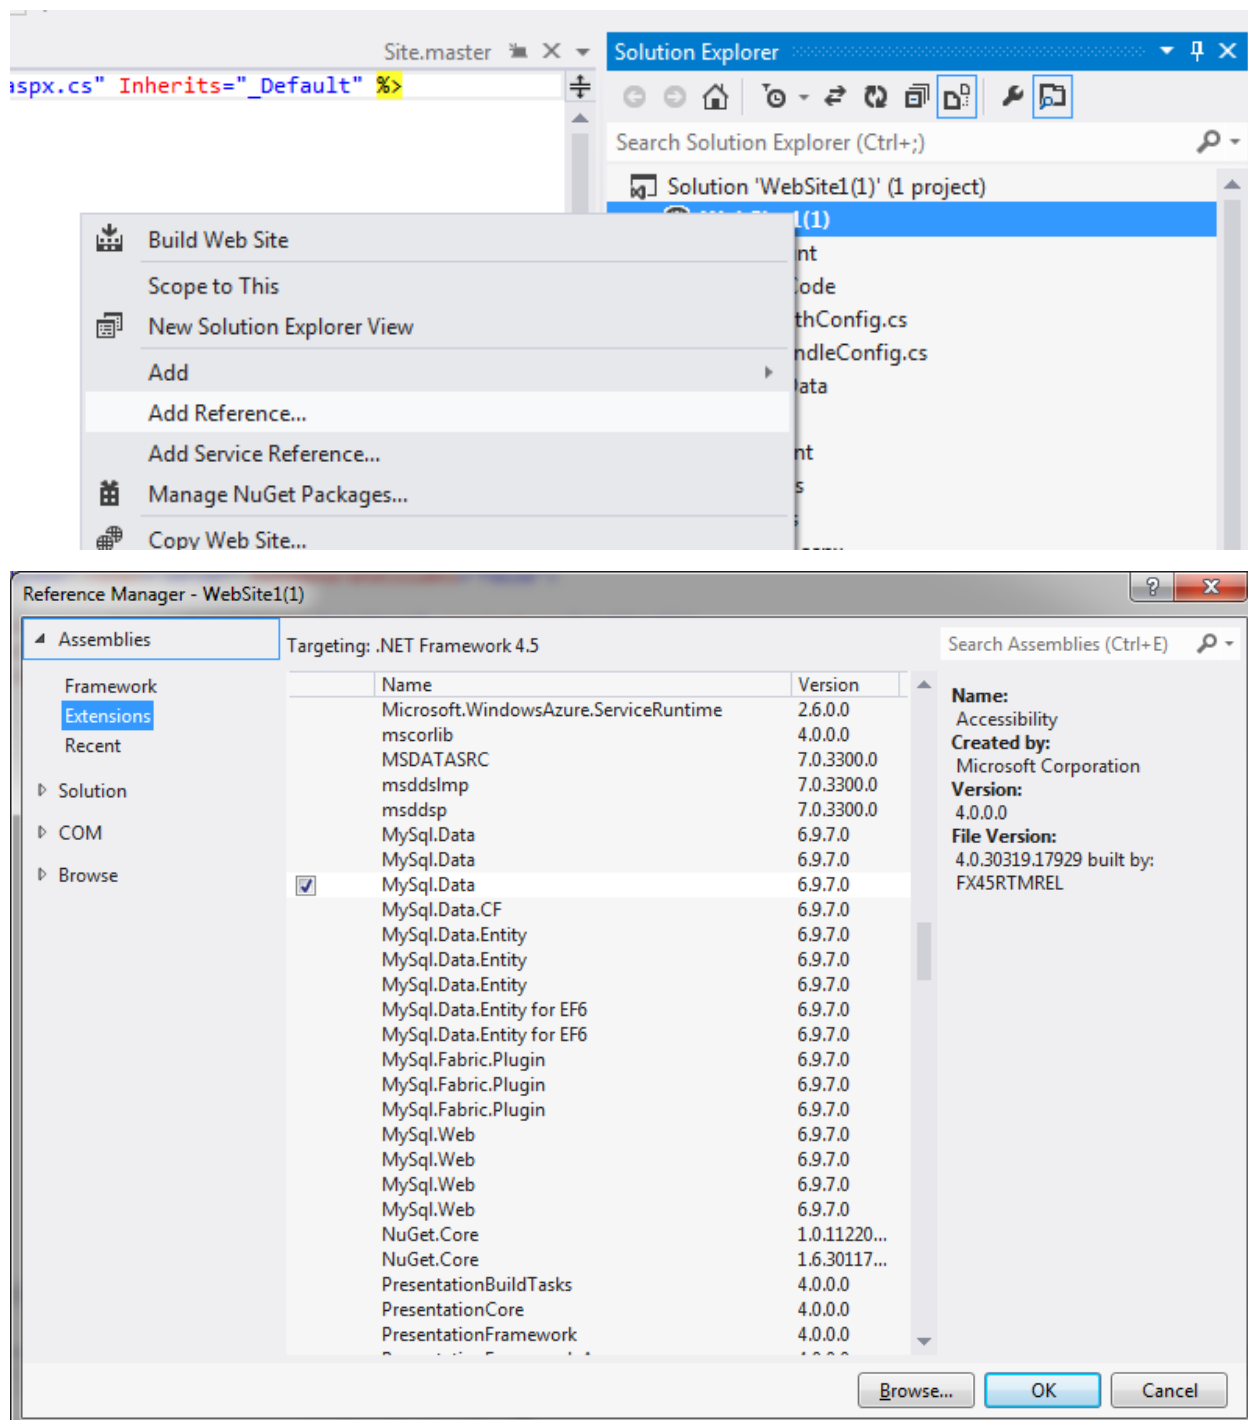 Site.master
aspx.cs" Inherits="_Default" %>
Solution Explorer
Search Solution Explorer (Ctrl+;)
Solution 'WebSite1(1)' (1 project)
1(1)
nt
Code
thConfig.cs
ndleConfig.cs
ata
nt
s
s
Build Web Site
Scope to This
New Solution Explorer View
Add
Add Reference...
Add Service Reference...
Manage NuGet Packages...
Copy Web Site...
Reference Manager - WebSite1(1)
Assemblies
Framework
Extensions
Recent
Solution
COM
Browse
Targeting: .NET Framework 4.5
Search Assemblies (Ctrl+E)
Name Version
Microsoft.WindowsAzure.ServiceRuntime 2.6.0.0
mscorlib 4.0.0.0
MSDATASRC 7.0.3300.0
msddslmp 7.0.3300.0
msddsp 7.0.3300.0
MySql.Data 6.9.7.0
MySql.Data 6.9.7.0
MySql.Data 6.9.7.0
MySql.Data.CF 6.9.7.0
MySql.Data.Entity 6.9.7.0
MySql.Data.Entity 6.9.7.0
MySql.Data.Entity 6.9.7.0
MySql.Data.Entity for EF6 6.9.7.0
MySql.Data.Entity for EF6 6.9.7.0
MySql.Fabric.Plugin 6.9.7.0
MySql.Fabric.Plugin 6.9.7.0
MySql.Fabric.Plugin 6.9.7.0
MySql.Web 6.9.7.0
MySql.Web 6.9.7.0
MySql.Web 6.9.7.0
MySql.Web 6.9.7.0
NuGet.Core 1.0.11220...
NuGet.Core 1.6.30117...
PresentationBuildTasks 4.0.0.0
PresentationCore 4.0.0.0
PresentationFramework 4.0.0.0
Name:
Accessibility
Created by:
Microsoft Corporation
Version:
4.0.0.0
File Version:
4.0.30319.17929 built by:
FX45RTMREL
Browse... OK Cancel